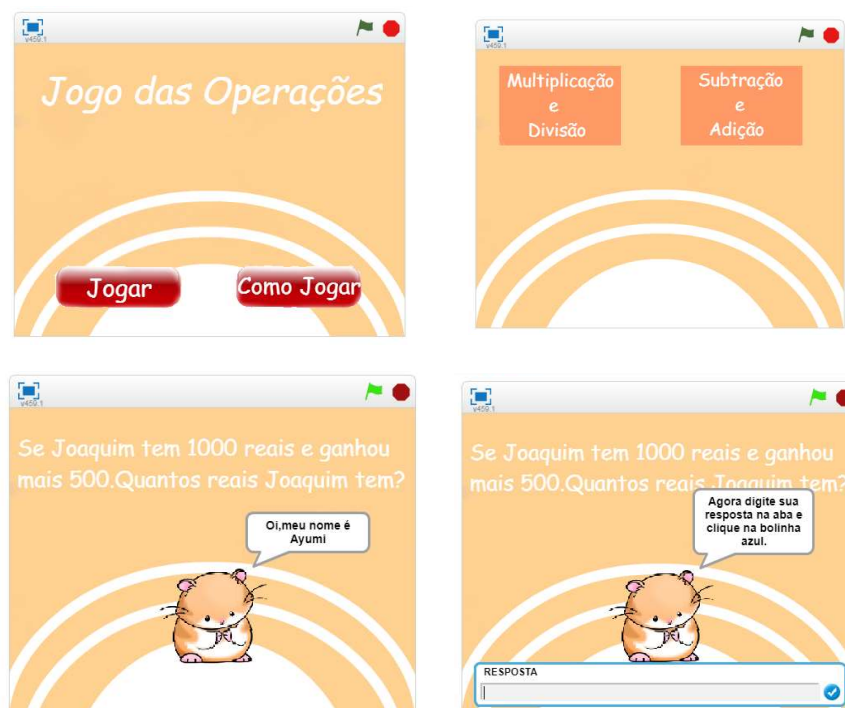 v459.1
Jogo das Operações
Jogar
Como Jogar
v459.1
Multiplicação
e
Divisão
Subtração
e
Adição
v459.1
Se Joaquim tem 1000 reais e ganhou
mais 500.Quantos reais Joaquim tem?
Oi,meu nome é
Ayumi
v459.1
Se Joaquim tem 1000 reais e ganhou
mais 500.Quantos reais Joaquim tem?
Agora digite sua
resposta na aba e
clique na bolinha
azul.
RESPOSTA